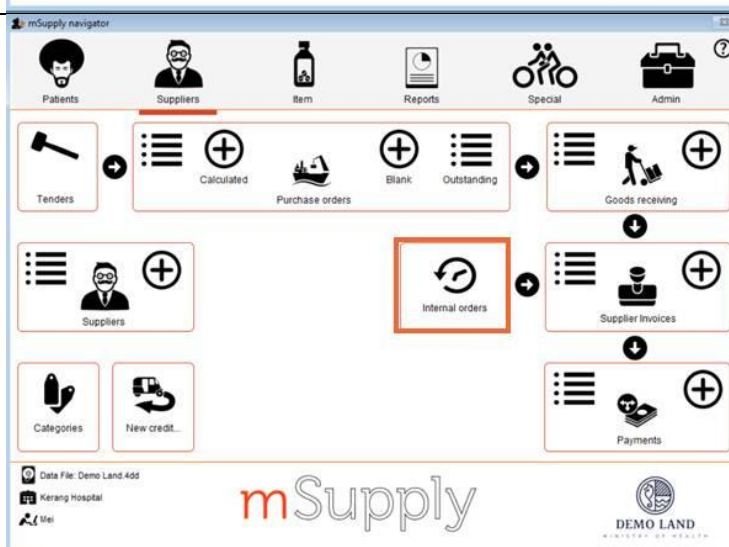 mSupply navigator
Patients
Suppliers
Item
Reports
Special
Admin
?
Tenders
Calculated
Purchase orders
Blank
Outstanding
Goods receiving
Suppliers
Internal orders
Supplier Invoices
Categories
New credit...
Payments
Data File: Demo Land.4dd
Kerang Hospital
Mei
mSupply
DEMO LAND
MINISTRY OF HEALTH